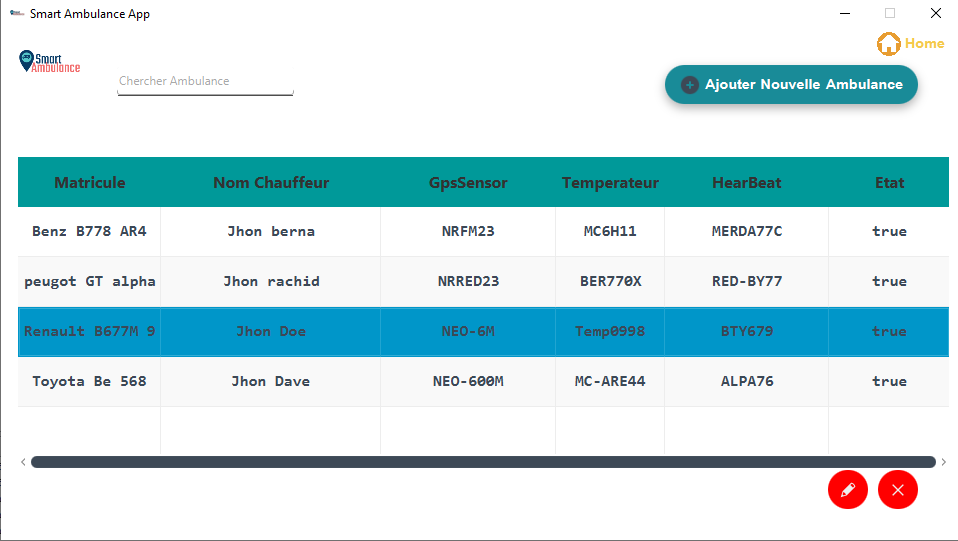 Smart Ambulance App
Home
Smart
Ambulance
Chercher Ambulance
Ajouter Nouvelle Ambulance
Matricule Nom Chauffeur GpsSensor Temperateur HearBeat Etat
Benz B778 AR4 Jhon berna NRFM23 MC6H11 MERDA77C true
peugot GT alpha Jhon rachid NRRED23 BER770X RED-BY77 true
Renault B677M 9 Jhon Doe NEO-6M Temp0998 BTY679 true
Toyota Be 568 Jhon Dave NEO-600M MC-ARE44 ALPA76 true